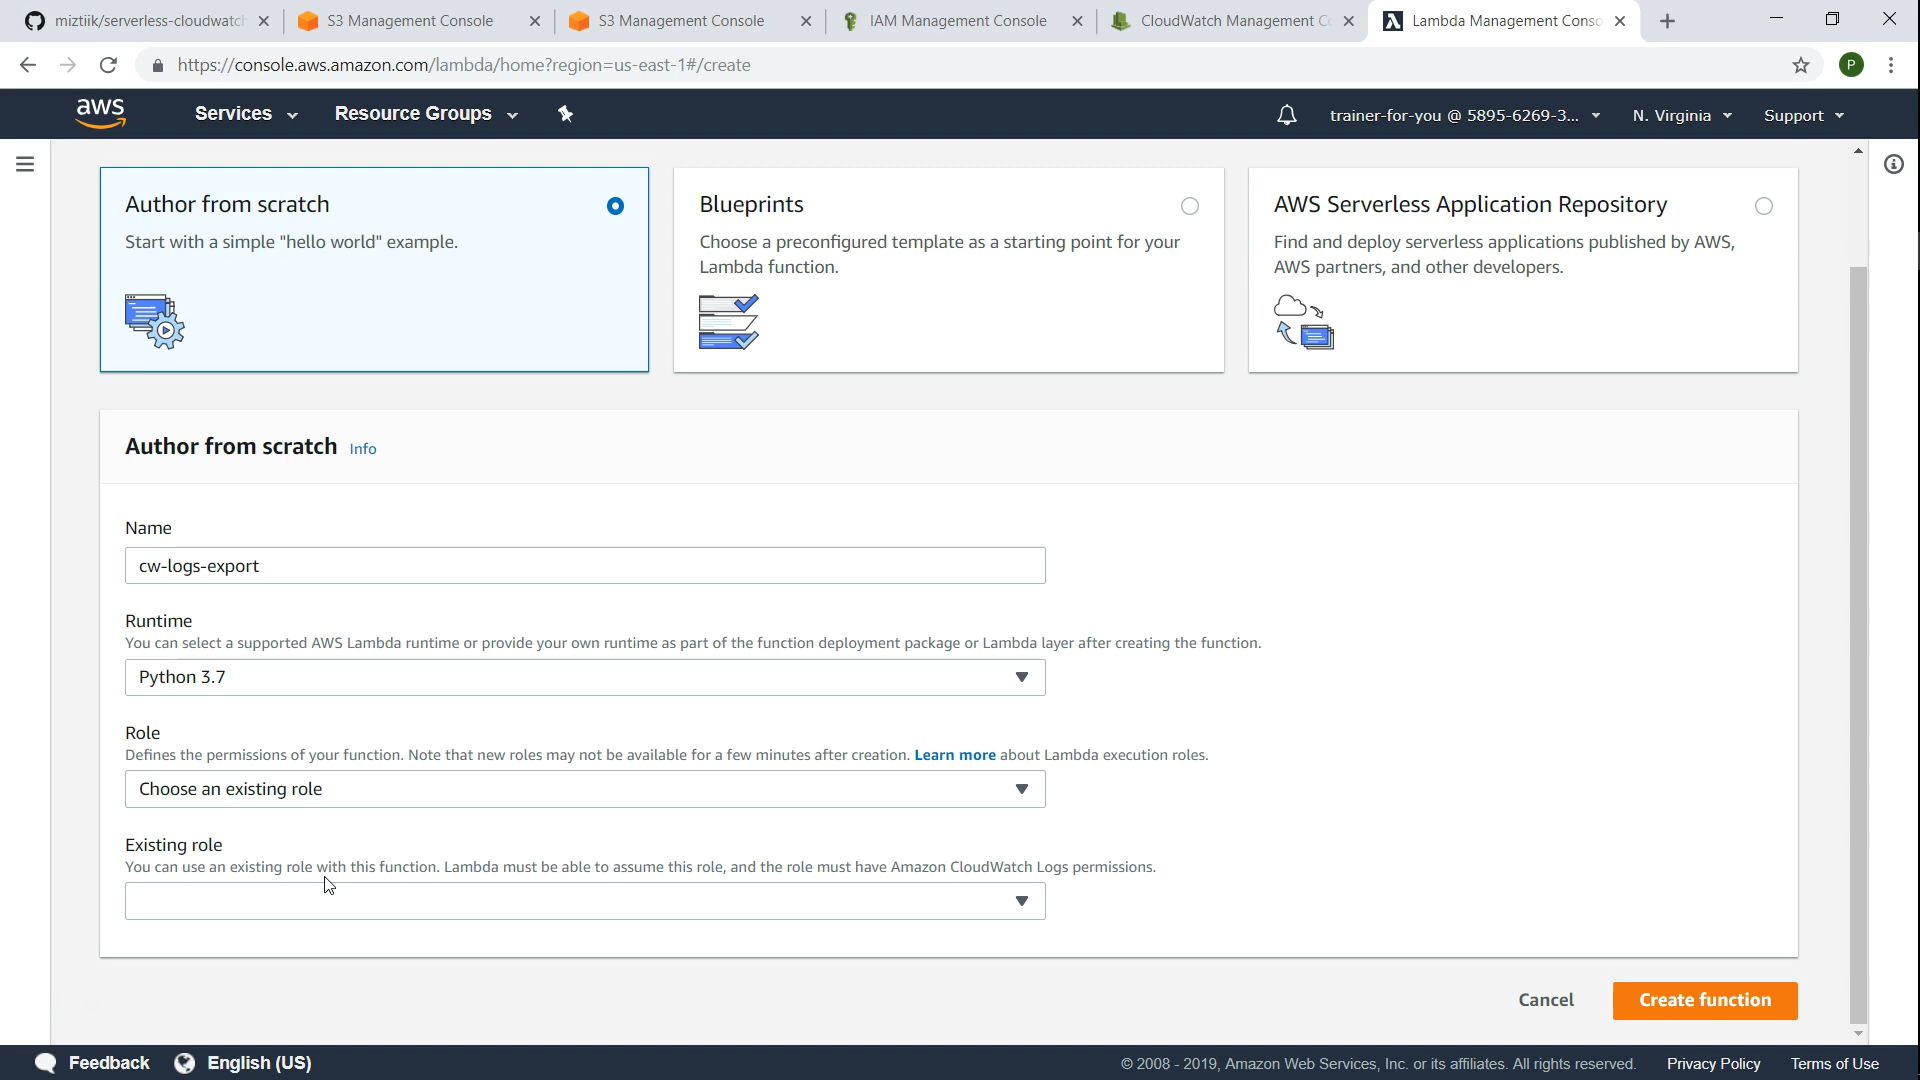 miztiik/serverless-cloudwatch
S3 Management Console
S3 Management Console
IAM Management Console
CloudWatch Management Co
Lambda Management Conso
https://console.aws.amazon.com/lambda/home?region=us-east-1#/create
P
aws
Services
Resource Groups
trainer-for-you @ 5895-6269-3...
N. Virginia
Support
Author from scratch
Start with a simple "hello world" example.
Blueprints
Choose a preconfigured template as a starting point for your
Lambda function.
AWS Serverless Application Repository
Find and deploy serverless applications published by AWS,
AWS partners, and other developers.
Author from scratch Info
Name
cw-logs-export
Runtime
You can select a supported AWS Lambda runtime or provide your own runtime as part of the function deployment package or Lambda layer after creating the function.
Python 3.7
Role
Defines the permissions of your function. Note that new roles may not be available for a few minutes after creation. Learn more about Lambda execution roles.
Choose an existing role
Existing role
You can use an existing role with this function. Lambda must be able to assume this role, and the role must have Amazon CloudWatch Logs permissions.
Cancel
Create function
Feedback
English (US)
© 2008 - 2019, Amazon Web Services, Inc. or its affiliates. All rights reserved.
Privacy Policy
Terms of Use